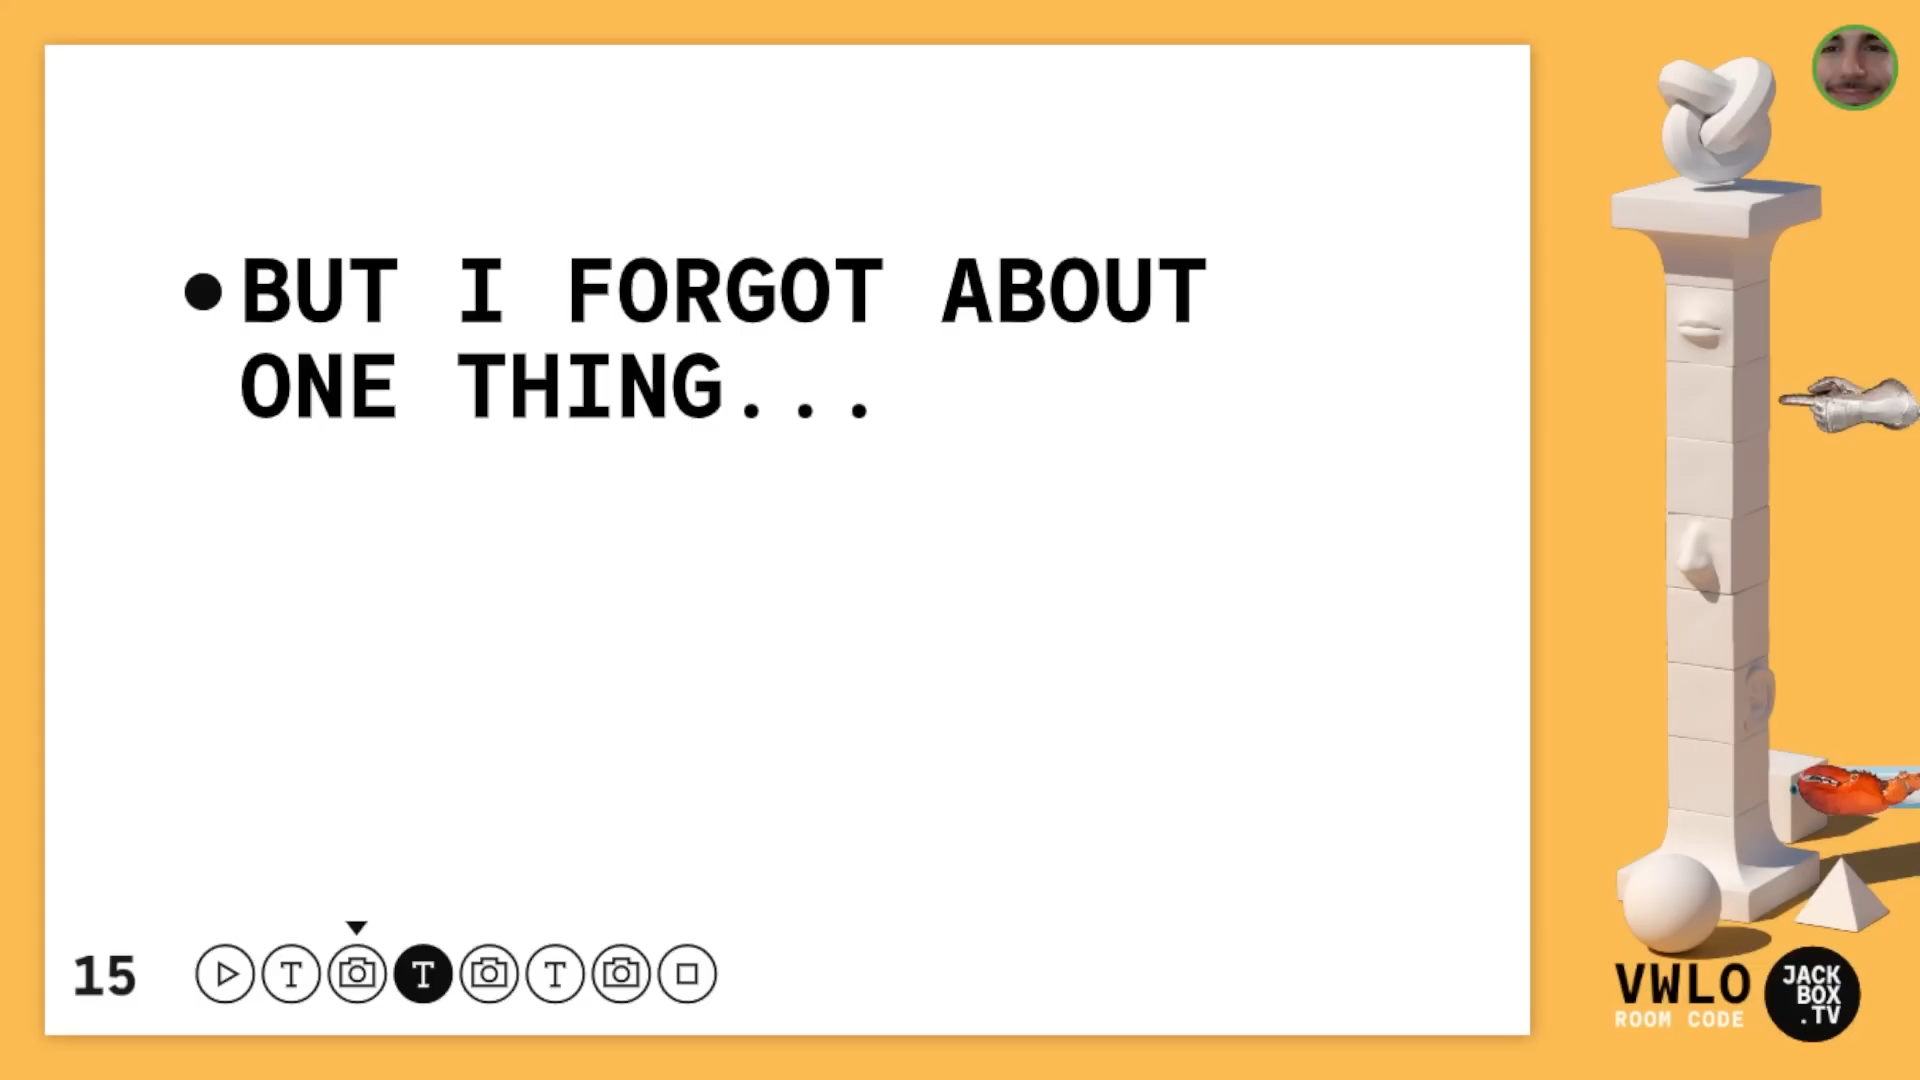 ●BUT I FORGOT ABOUT
ONE THING...
15
T
T
T
VWLO
ROOM CODE
JACK
BOX
.TV